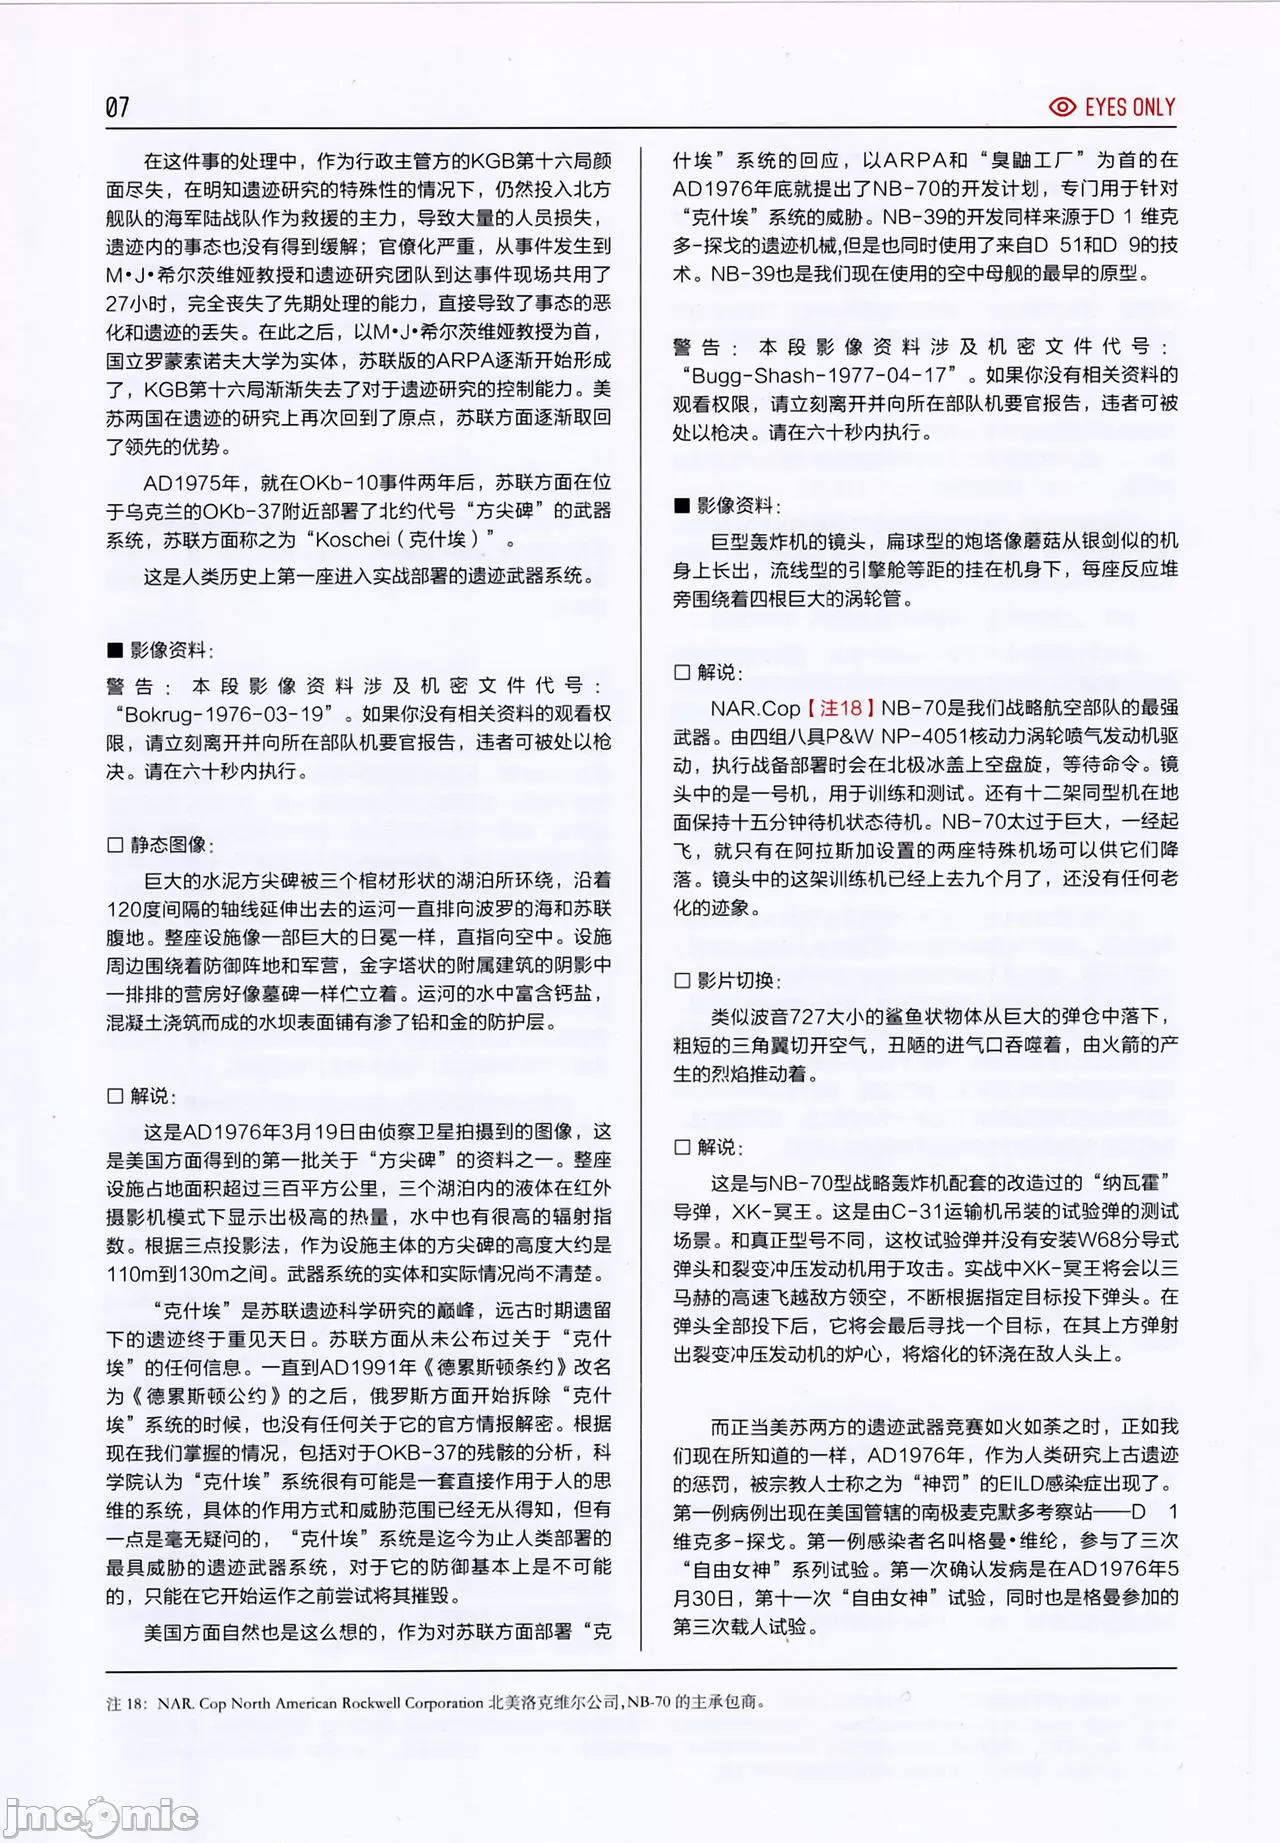 07
EYES ONLY
在这件事的处理中，作为行政主管方的KGB第十六局颜
面尽失，在明知遗迹研究的特殊性的情况下，仍然投入北方
舰队的海军陆战队作为救援的主力，导致大量的人员损失，
遗迹内的事态也没有得到缓解；官僚化严重，从事件发生到
M·J·希尔茨维娅教授和遗迹研究团队到达事件现场共用了
27小时，完全丧失了先期处理的能力，直接导致了事态的恶
化和遗迹的丢失。在此之后，以M·J·希尔茨维娅教授为首，
国立罗蒙索诺夫大学为实体，苏联版的ARPA逐渐开始形成
了，KGB第十六局渐渐失去了对于遗迹研究的控制能力。美
苏两国在遗迹的研究上再次回到了原点，苏联方面逐渐取回
了领先的优势。
AD1975年，就在OKb-10事件两年后，苏联方面在位
于乌克兰的OKb-37附近部署了北约代号“方尖碑”的武器
系统，苏联方面称之为“Koschei（克什埃）”。
这是人类历史上第一座进入实战部署的遗迹武器系统。
■ 影像资料：
警告：本段影像资料涉及机密文件代号：
“Bokrug-1976-03-19”。如果你没有相关资料的观看权
限，请立刻离开并向所在部队机要官报告，违者可被处以枪
决。请在六十秒内执行。
□ 静态图像：
巨大的水泥方尖碑被三个棺材形状的湖泊所环绕，沿着
120度间隔的轴线延伸出去的运河一直排向波罗的海和苏联
腹地。整座设施像一部巨大的日冕一样，直指向空中。设施
周边围绕着防御阵地和军营，金字塔状的附属建筑的阴影中
一排排的营房好像墓碑一样伫立着。运河的水中富含钙盐，
混凝土浇筑而成的水坝表面铺有渗了铅和金的防护层。
□ 解说：
这是AD1976年3月19日由侦察卫星拍摄到的图像，这
是美国方面得到的第一批关于“方尖碑”的资料之一。整座
设施占地面积超过三百平方公里，三个湖泊内的液体在红外
摄影机模式下显示出极高的热量，水中也有很高的辐射指
数。根据三点投影法，作为设施主体的方尖碑的高度大约是
110m到130m之间。武器系统的实体和实际情况尚不清楚。
“克什埃”是苏联遗迹科学研究的巅峰，远古时期遗留
下的遗迹终于重见天日。苏联方面从未公布过关于“克什
埃”的任何信息。一直到AD1991年《德累斯顿条约》改名
为《德累斯顿公约》的之后，俄罗斯方面开始拆除“克什
埃”系统的时候，也没有任何关于它的官方情报解密。根据
现在我们掌握的情况，包括对于OKB-37的残骸的分析，科
学院认为“克什埃”系统很有可能是一套直接作用于人的思
维的系统，具体的作用方式和威胁范围已经无从得知，但有
一点是毫无疑问的，“克什埃”系统是迄今为止人类部署的
最具威胁的遗迹武器系统，对于它的防御基本上是不可能
的，只能在它开始运作之前尝试将其摧毁。
美国方面自然也是这么想的，作为对苏联方面部署“克
什埃”系统的回应，以ARPA和“臭鼬工厂”为首的在
AD1976年底就提出了NB-70的开发计划，专门用于针对
“克什埃”系统的威胁。NB-39的开发同样来源于D 1 维克
多-探戈的遗迹机械,但是也同时使用了来自D 51和D 9的技
术。NB-39也是我们现在使用的空中母舰的最早的原型。
警告：本段影像资料涉及机密文件代号：
“Bugg-Shash-1977-04-17”。如果你没有相关资料的
观看权限，请立刻离开并向所在部队机要官报告，违者可被
处以枪决。请在六十秒内执行。
■ 影像资料：
巨型轰炸机的镜头，扁球型的炮塔像蘑菇从银剑似的机
身上长出，流线型的引擎舱等距的挂在机身下，每座反应堆
旁围绕着四根巨大的涡轮管。
□ 解说：
NAR.Cop【注18】NB-70是我们战略航空部队的最强
武器。由四组八具P&W NP-4051核动力涡轮喷气发动机驱
动，执行战备部署时会在北极冰盖上空盘旋，等待命令。镜
头中的是一号机，用于训练和测试。还有十二架同型机在地
面保持十五分钟待机状态待机。NB-70太过于巨大，一经起
飞，就只有在阿拉斯加设置的两座特殊机场可以供它们降
落。镜头中的这架训练机已经上去九个月了，还没有任何老
化的迹象。
□ 影片切换：
类似波音727大小的鲨鱼状物体从巨大的弹仓中落下，
粗短的三角翼切开空气，丑陋的进气口吞噬着，由火箭的产
生的烈焰推动着。
□ 解说：
这是与NB-70型战略轰炸机配套的改造过的“纳瓦霍”
导弹，XK-冥王。这是由C-31运输机吊装的试验弹的测试
场景。和真正型号不同，这枚试验弹并没有安装W68分导式
弹头和裂变冲压发动机用于攻击。实战中XK-冥王将会以三
马赫的高速飞越敌方领空，不断根据指定目标投下弹头。在
弹头全部投下后，它将会最后寻找一个目标，在其上方弹射
出裂变冲压发动机的炉心，将熔化的钚浇在敌人头上。
而正当美苏两方的遗迹武器竞赛如火如荼之时，正如我
们现在所知道的一样，AD1976年，作为人类研究上古遗迹
的惩罚，被宗教人士称之为“神罚”的EILD感染症出现了。
第一例病例出现在美国管辖的南极麦克默多考察站——D 1
维克多-探戈。第一例感染者名叫格曼·维纶，参与了三次
“自由女神”系列试验。第一次确认发病是在AD1976年5
月30日，第十一次“自由女神”试验，同时也是格曼参加的
第三次载人试验。
注 18：NAR. Cop North American Rockwell Corporation 北美洛克维尔公司,NB-70 的主承包商。
jmcomic